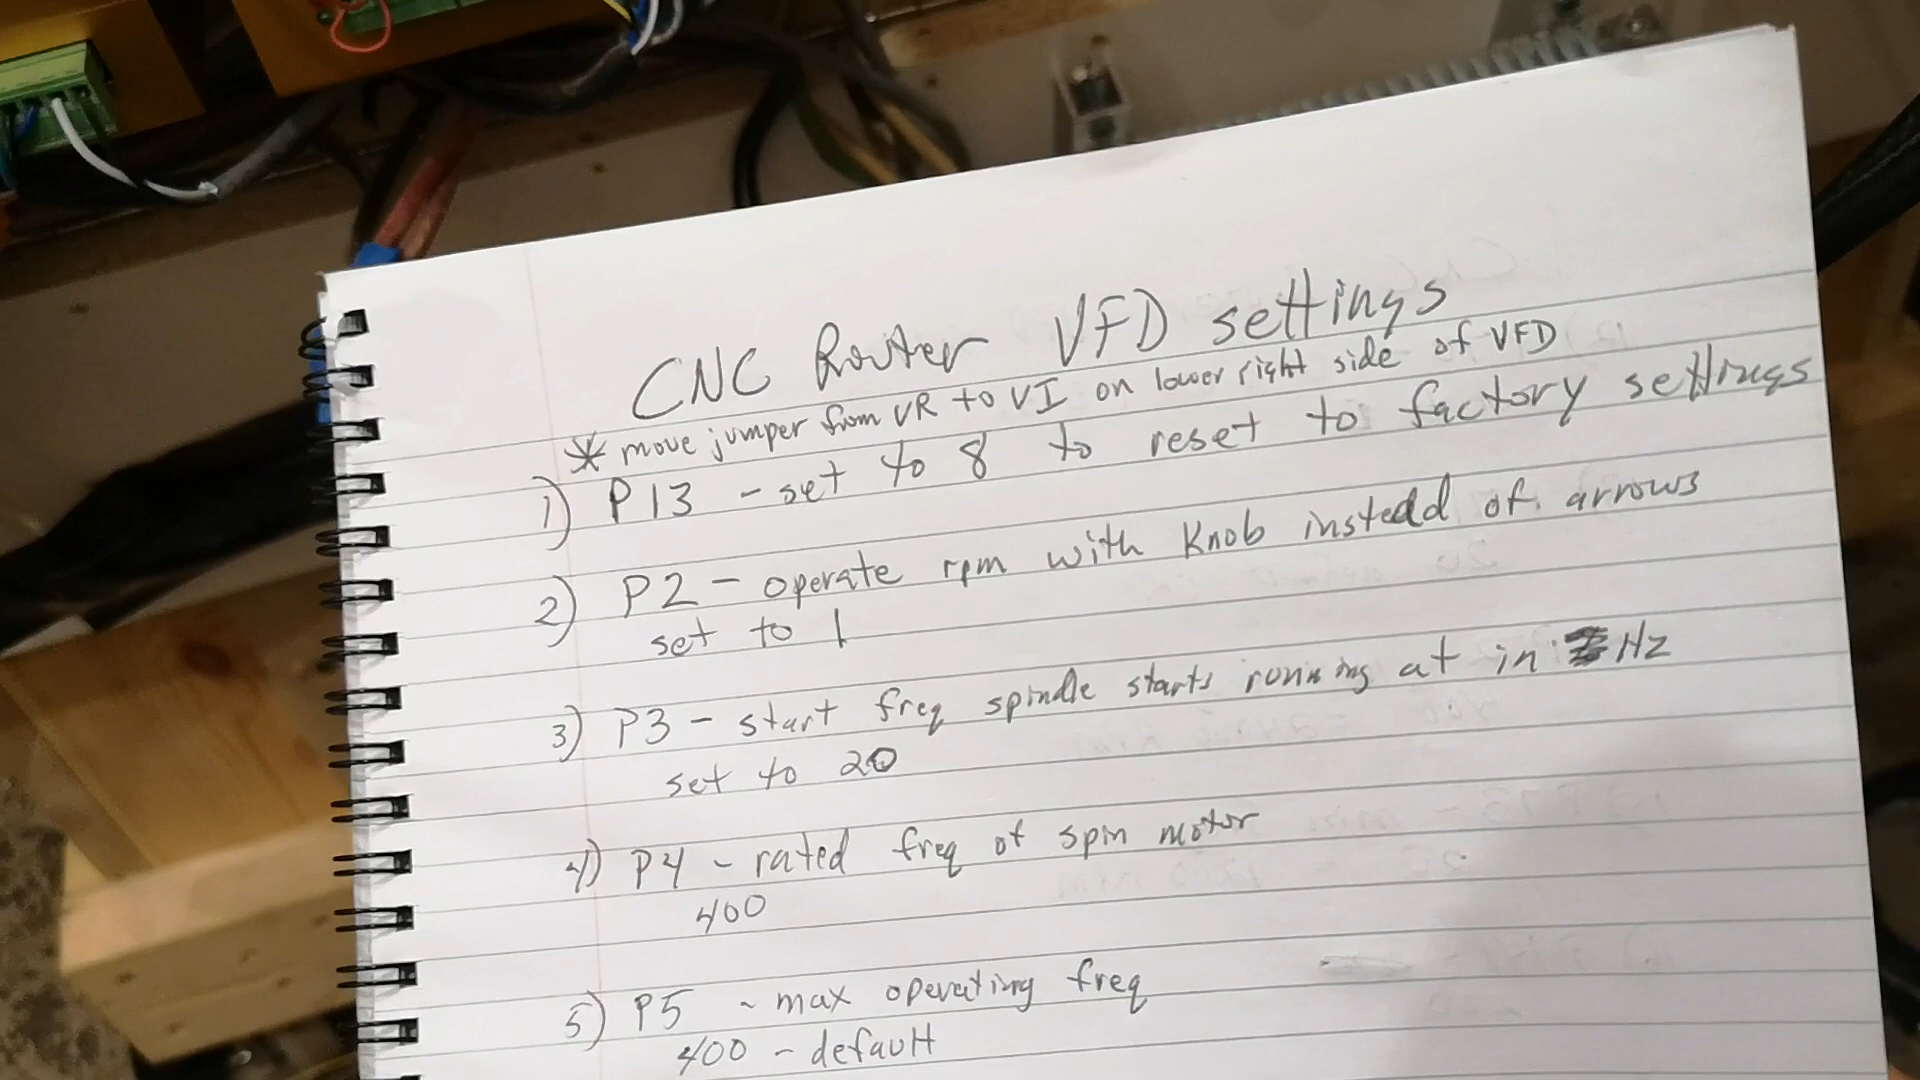 CNC Router VFD settings
* move jumper from VR to VI on lower right side of VFD
1) P13 - set to 8 to reset to factory settings
2) P2 - operate rpm with Knob instead of arrows
set to 1
3) P3 - start freq spindle starts running at in Hz
set to 20
4) P4 - rated freq of spin motor
400
5) P5 - max operating freq
400 - default